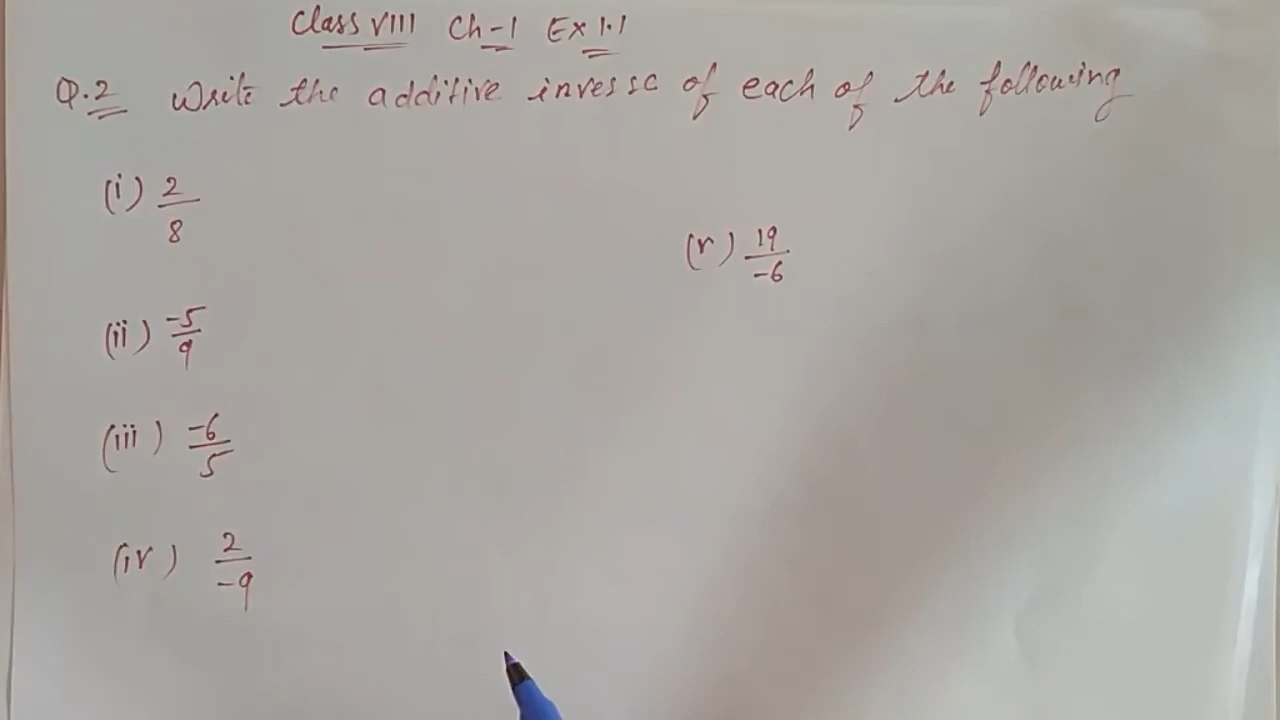 Class VIII Ch-1 Ex 1.1
Q.2 Write the additive inverse of each of the following
(i) 2/8
(v) 19/-6
(ii) -5/9
(iii) -6/5
(iv) 2/-9